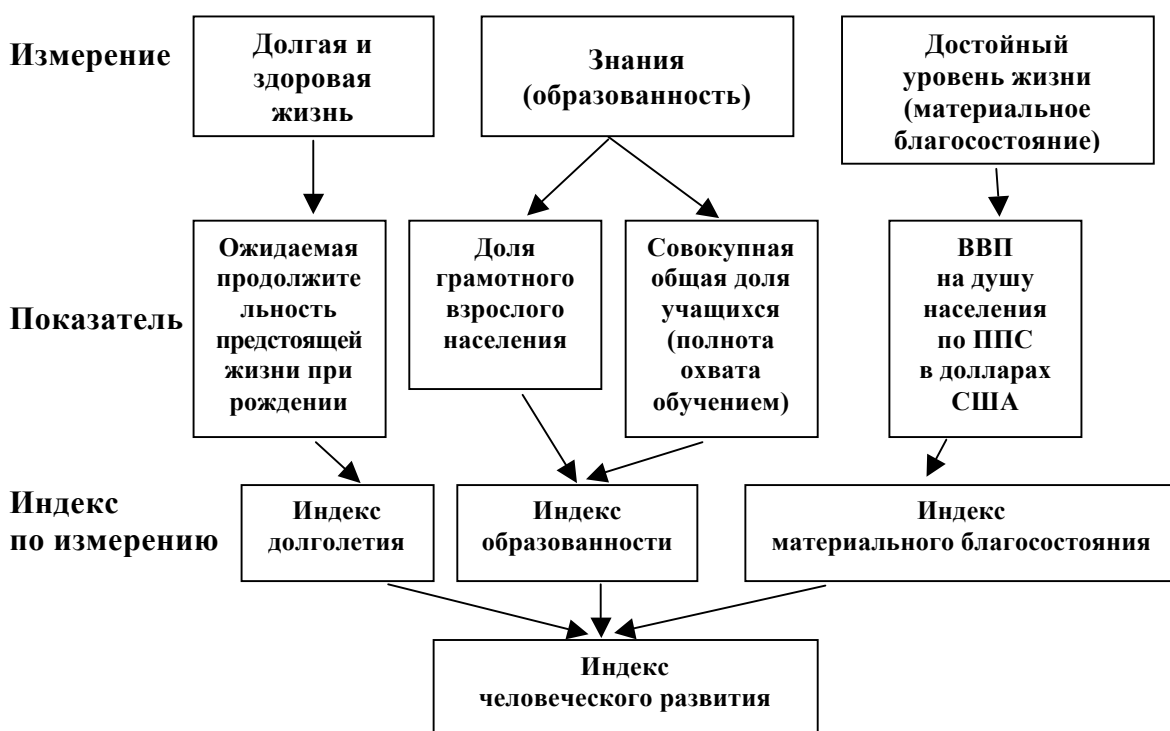 Измерение
Долгая и
здоровая
жизнь
Знания
(образованность)
Достойный
уровень жизни
(материальное
благосостояние)
Показатель
Ожидаемая
продолжите
льность
предстоящей
жизни при
рождении
Доля
грамотного
взрослого
населения
Совокупная
общая доля
учащихся
(полнота
охвата
обучением)
ВВП
на душу
населения
по ППС
в долларах
США
Индекс
по измерению
Индекс
долголетия
Индекс
образованности
Индекс
материального благосостояния
Индекс
человеческого развития